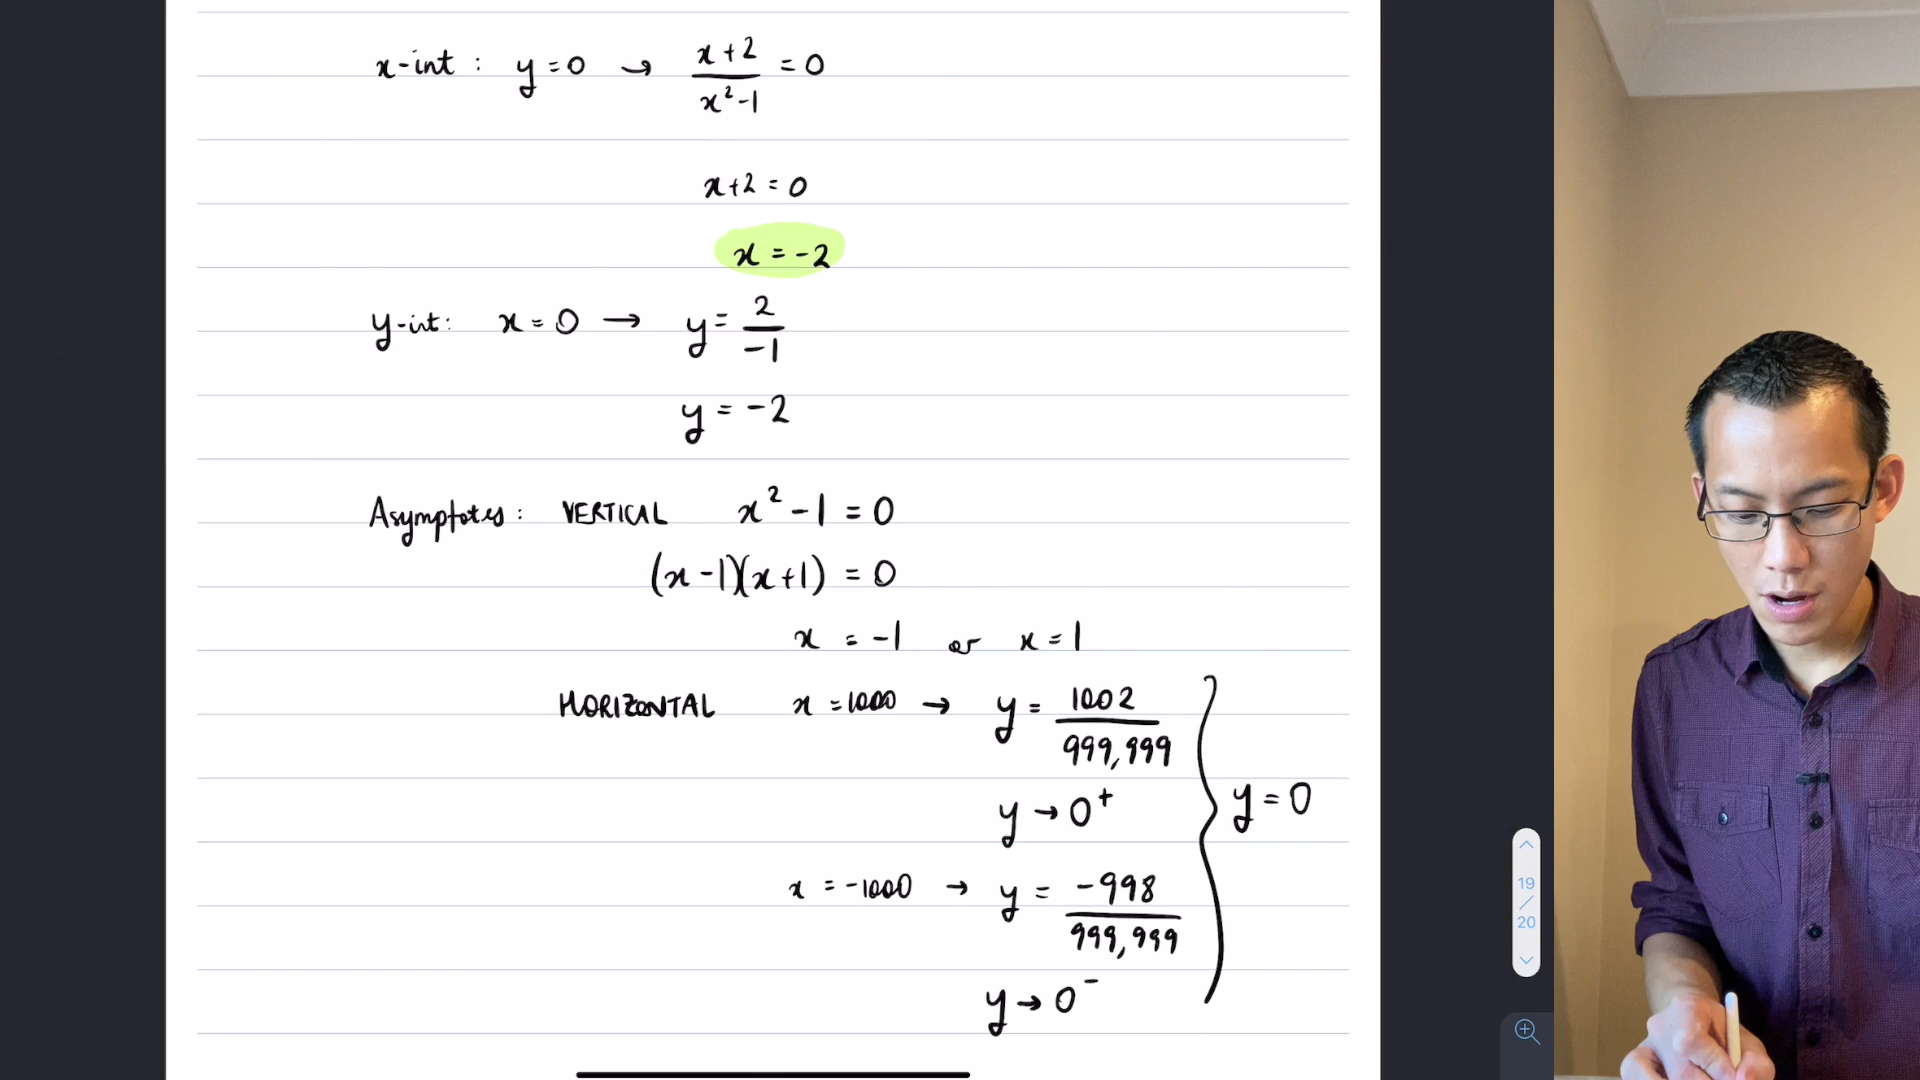 x-int : y=0 → x+2/x²-1 = 0
x+2=0
x = -2
y-int: x=0 → y= 2/-1
y = -2
Asymptotes: VERTICAL x²-1=0
(x-1)(x+1) = 0
x = -1 or x=1
HORIZONTAL x=1000 → y = 1002/999,999
y→0⁺
y=0
x = -1000 → y = -998/999,999
y→0⁻
19
/
20